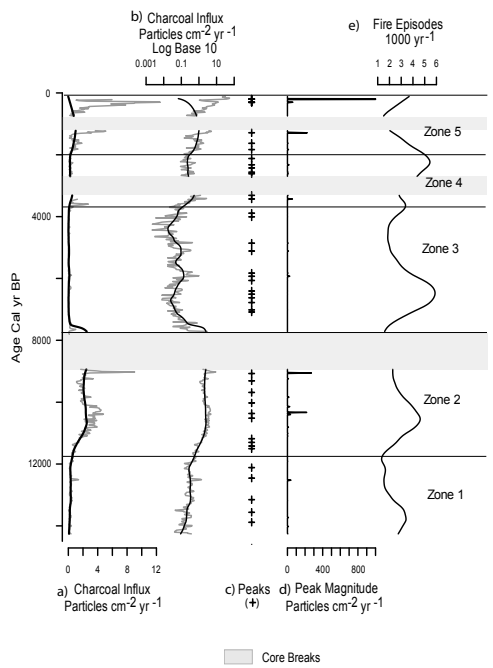 b) Charcoal Influx
Particles cm-2 yr -1
Log Base 10
0.001 0.1 10
e) Fire Episodes
1000 yr-1
1 2 3 4 5 6
Age Cal yr BP
0
4000
8000
12000
Zone 5
Zone 4
Zone 3
Zone 2
Zone 1
0 4 8 12
a) Charcoal Influx
Particles cm-2 yr -1
c) Peaks
(+)
0 400 1000
d) Peak Magnitude
Particles cm-2 yr -1
Core Breaks